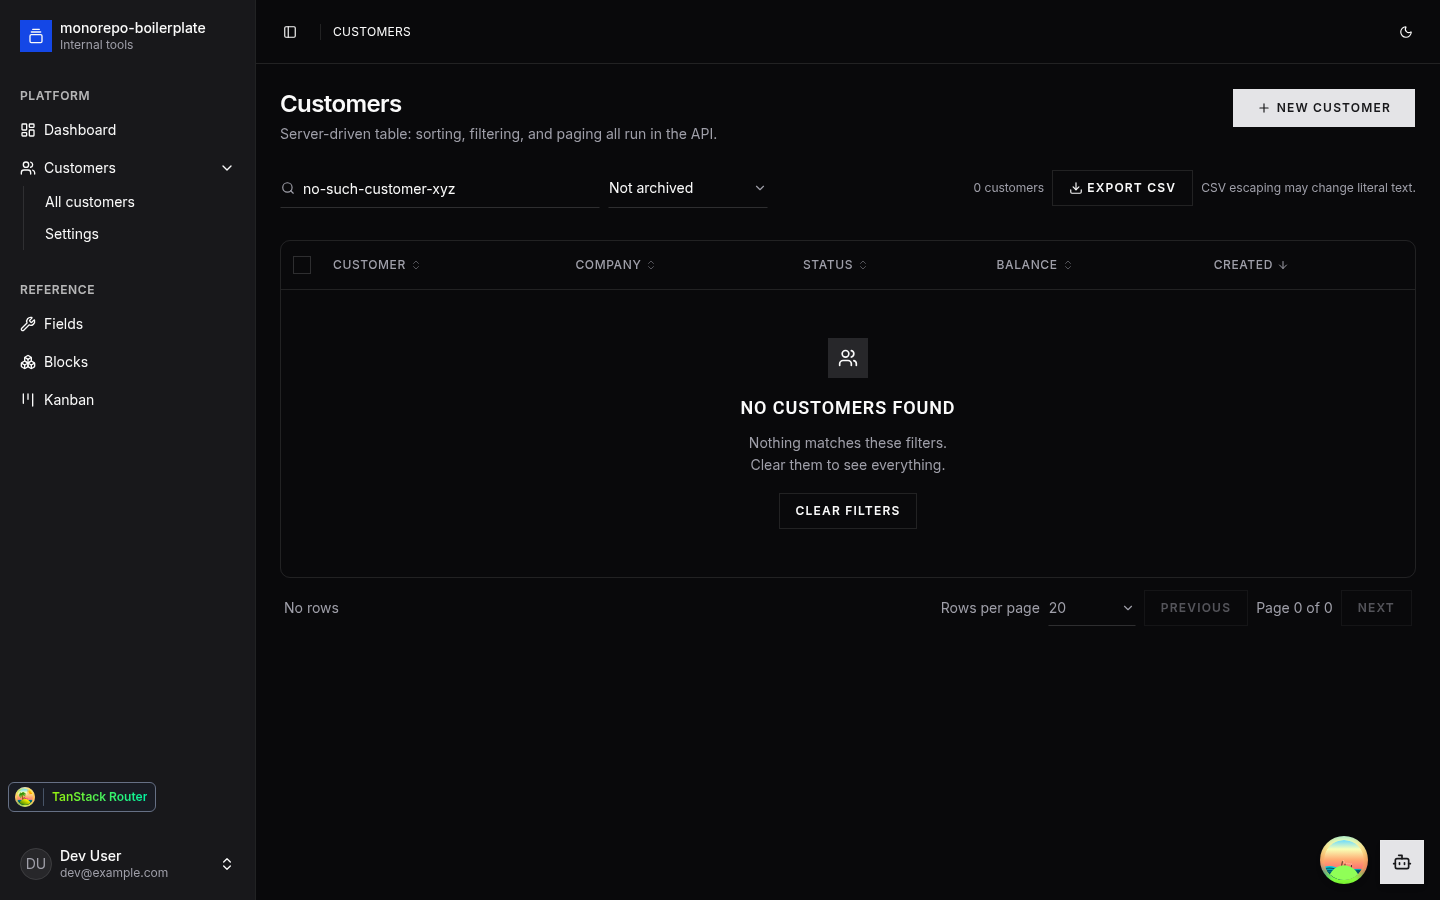 monorepo-boilerplate
Internal tools
PLATFORM
Dashboard
Customers
All customers
Settings
REFERENCE
Fields
Blocks
Kanban
TanStack Router
DU
Dev User
dev@example.com
CUSTOMERS
Customers
Server-driven table: sorting, filtering, and paging all run in the API.
NEW CUSTOMER
no-such-customer-xyz
Not archived
0 customers
EXPORT CSV
CSV escaping may change literal text.
CUSTOMER
COMPANY
STATUS
BALANCE
CREATED
NO CUSTOMERS FOUND
Nothing matches these filters.
Clear them to see everything.
CLEAR FILTERS
No rows
Rows per page
20
PREVIOUS
Page 0 of 0
NEXT